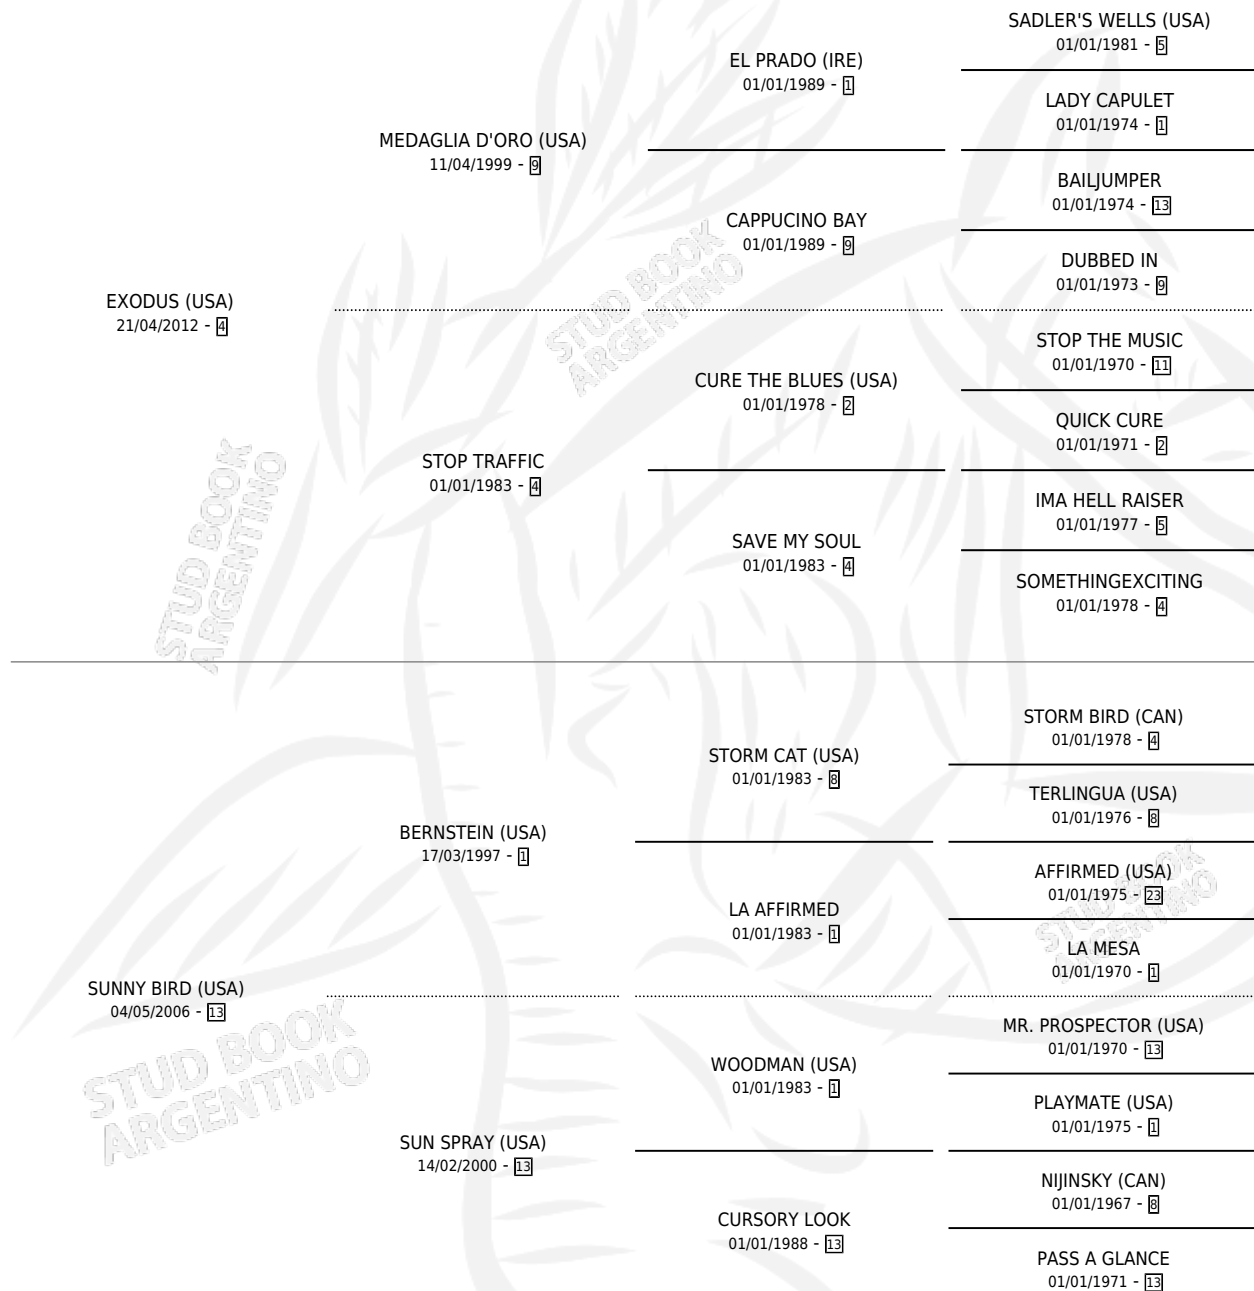 SADLER'S WELLS (USA)
01/01/1981 - 5
EL PRADO (IRE)
01/01/1989 - 1
LADY CAPULET
01/01/1974 - 1
MEDAGLIA D'ORO (USA)
11/04/1999 - 9
BAILJUMPER
01/01/1974 - 13
CAPPUCINO BAY
01/01/1989 - 9
DUBBED IN
01/01/1973 - 9
EXODUS (USA)
21/04/2012 - 4
STOP THE MUSIC
01/01/1970 - 11
CURE THE BLUES (USA)
01/01/1978 - 2
QUICK CURE
01/01/1971 - 2
STOP TRAFFIC
01/01/1983 - 4
IMA HELL RAISER
01/01/1977 - 5
SAVE MY SOUL
01/01/1983 - 4
SOMETHINGEXCITING
01/01/1978 - 4
STORM BIRD (CAN)
01/01/1978 - 4
STORM CAT (USA)
01/01/1983 - 8
TERLINGUA (USA)
01/01/1976 - 8
BERNSTEIN (USA)
17/03/1997 - 1
AFFIRMED (USA)
01/01/1975 - 23
LA AFFIRMED
01/01/1983 - 1
LA MESA
01/01/1970 - 1
SUNNY BIRD (USA)
04/05/2006 - 13
MR. PROSPECTOR (USA)
01/01/1970 - 13
WOODMAN (USA)
01/01/1983 - 1
PLAYMATE (USA)
01/01/1975 - 1
SUN SPRAY (USA)
14/02/2000 - 13
NIJINSKY (CAN)
01/01/1967 - 8
CURSORY LOOK
01/01/1988 - 13
PASS A GLANCE
01/01/1971 - 13
STUD BOOK
ARGENTINO
STUD BOOK
ARGENTINO
STUD BOOK
ARGENTINO
STUD BOOK
ARGENTINO